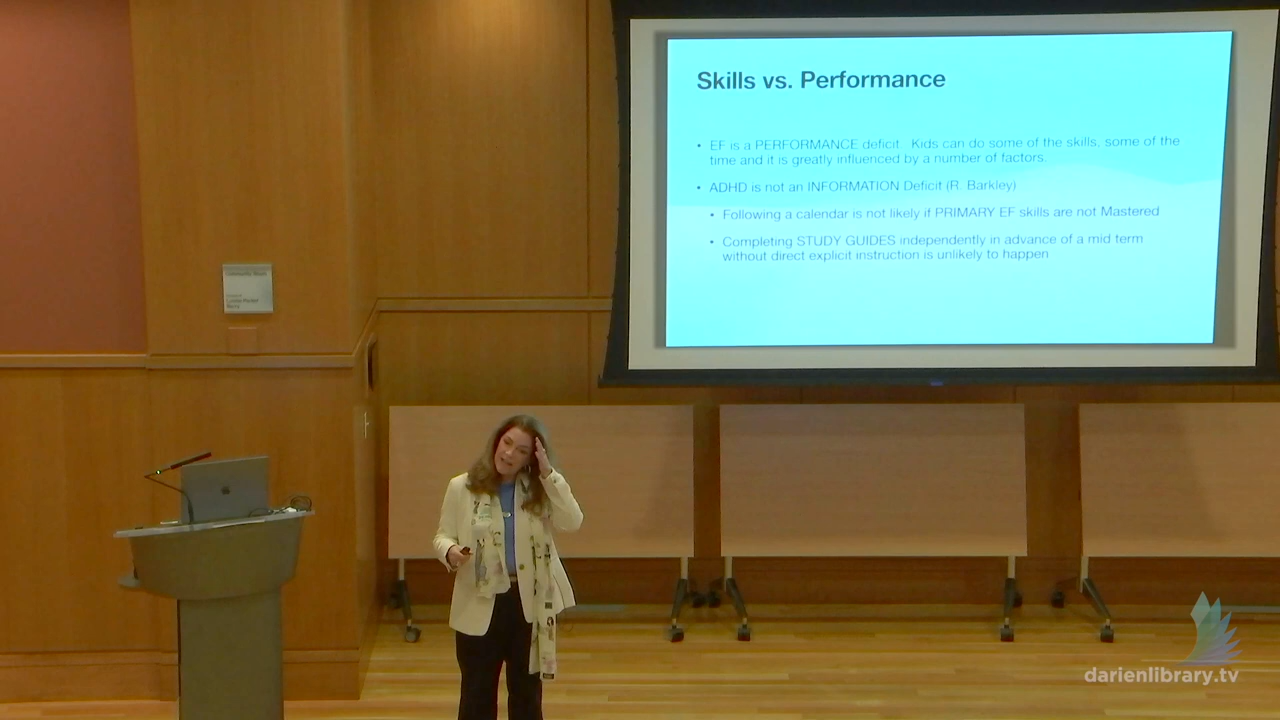 Skills vs. Performance
• EF is a PERFORMANCE deficit. Kids can do some of the skills, some of the
time and it is greatly influenced by a number of factors.
• ADHD is not an INFORMATION Deficit (R. Barkley)
• Following a calendar is not likely if PRIMARY EF skills are not Mastered
• Completing STUDY GUIDES independently in advance of a mid term
without direct explicit instruction is unlikely to happen
Community Room
darienlibrary.tv